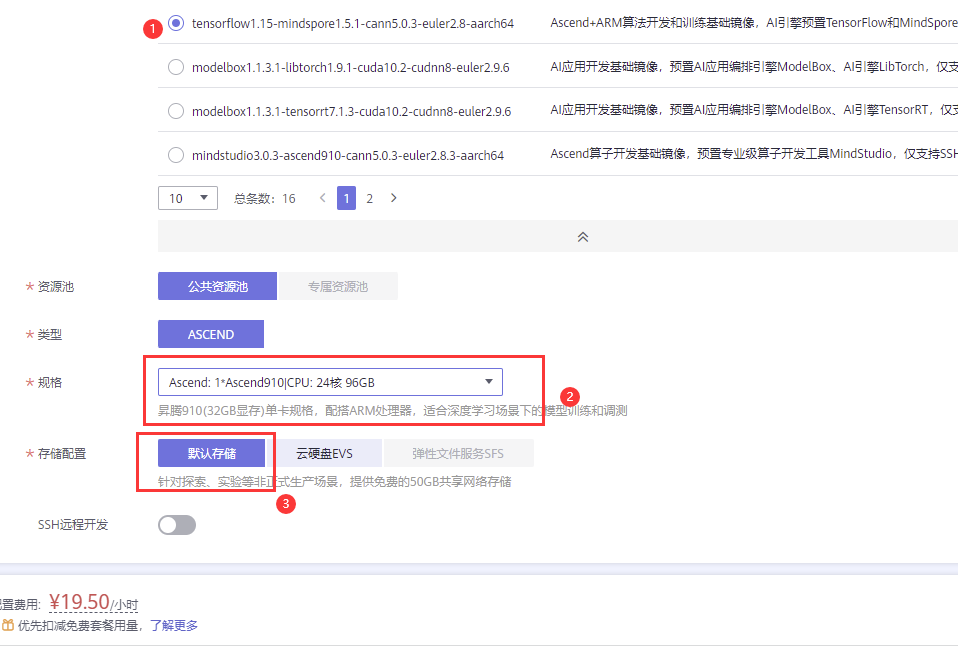 1 tensorflow1.15-mindspore1.5.1-cann5.0.3-euler2.8-aarch64 Ascend+ARM算法开发和训练基础镜像，AI引擎预置TensorFlow和MindSpore
modelbox1.1.3.1-libtorch1.9.1-cuda10.2-cudnn8-euler2.9.6 AI应用开发基础镜像，预置AI应用编排引擎ModelBox、AI引擎LibTorch，仅支
modelbox1.1.3.1-tensorrt7.1.3-cuda10.2-cudnn8-euler2.9.6 AI应用开发基础镜像，预置AI应用编排引擎ModelBox、AI引擎TensorRT，仅支
mindstudio3.0.3-ascend910-cann5.0.3-euler2.8.3-aarch64 Ascend算子开发基础镜像，预置专业级算子开发工具MindStudio，仅支持SSH
10 总条数：16 < 1 2 >
* 资源池 公共资源池 专属资源池
* 类型 ASCEND
* 规格 Ascend: 1*Ascend910|CPU: 24核 96GB
2
昇腾910(32GB显存)单卡规格，配搭ARM处理器，适合深度学习场景下的模型训练和调测
* 存储配置 默认存储 云硬盘EVS 弹性文件服务SFS
针对探索、实验等非正式生产场景，提供免费的50GB共享网络存储
3
SSH远程开发
置费用: ¥19.50/小时
优先扣减免费套餐用量，了解更多